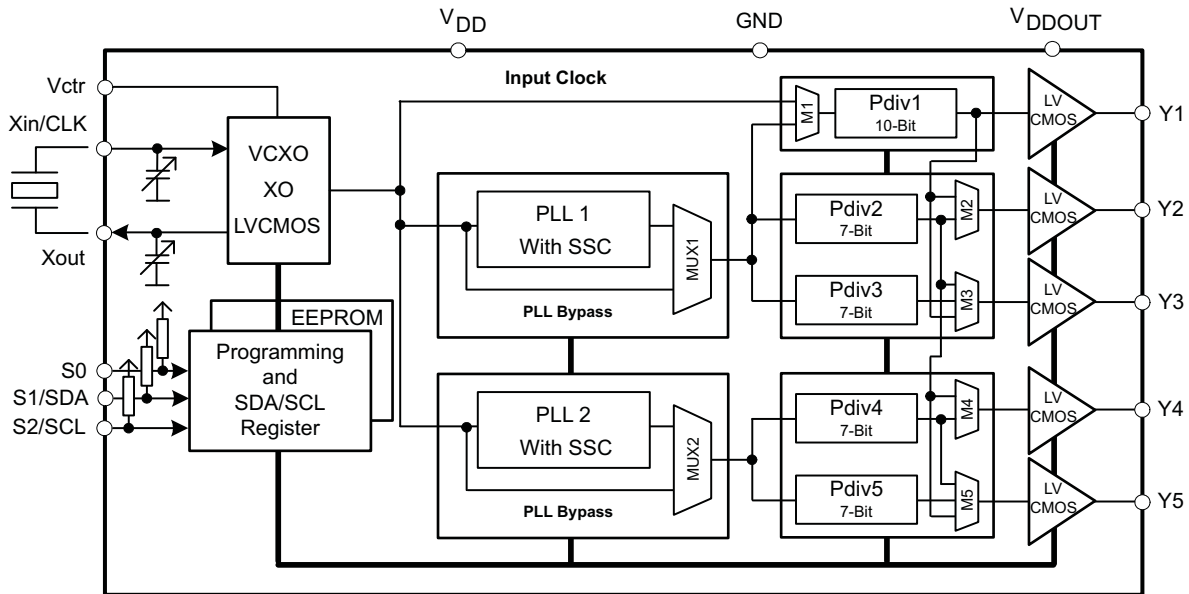 V_DD
GND
V_DDOUT
Vctr
Xin/CLK
Xout
S0
S1/SDA
S2/SCL
VCXO
XO
LVCMOS
EEPROM
Programming
and
SDA/SCL
Register
Input Clock
PLL 1
With SSC
MUX1
PLL Bypass
PLL 2
With SSC
MUX2
PLL Bypass
M1
Pdiv1
10-Bit
Pdiv2
7-Bit
M2
Pdiv3
7-Bit
M3
Pdiv4
7-Bit
M4
Pdiv5
7-Bit
M5
LV
CMOS
Y1
LV
CMOS
Y2
LV
CMOS
Y3
LV
CMOS
Y4
LV
CMOS
Y5